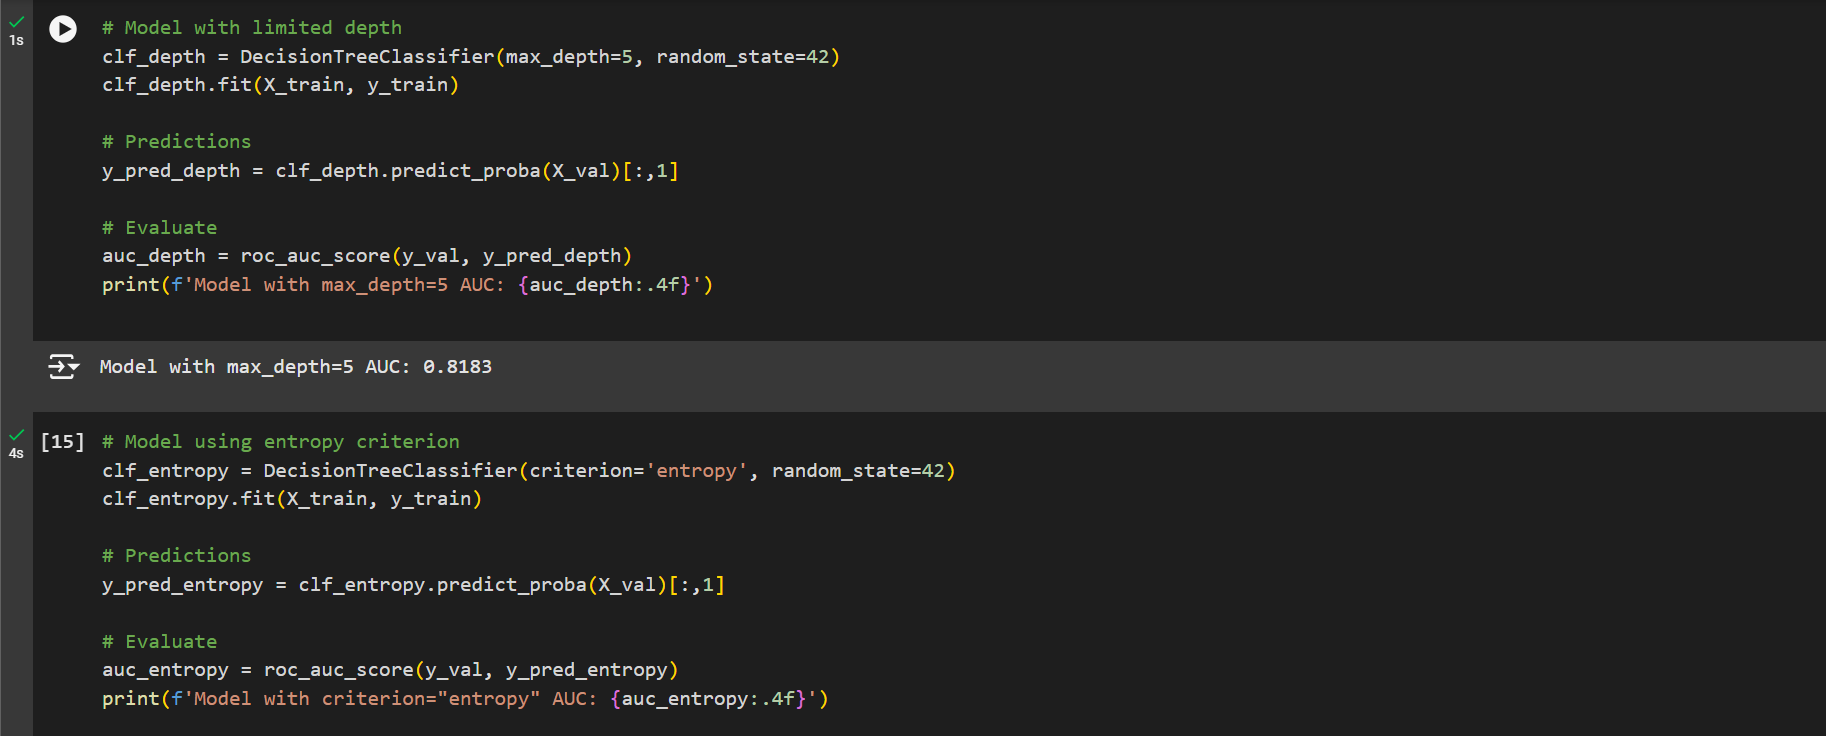 1s
# Model with limited depth
clf_depth = DecisionTreeClassifier(max_depth=5, random_state=42)
clf_depth.fit(X_train, y_train)
# Predictions
y_pred_depth = clf_depth.predict_proba(X_val)[:,1]
# Evaluate
auc_depth = roc_auc_score(y_val, y_pred_depth)
print(f'Model with max_depth=5 AUC: {auc_depth:.4f}')
Model with max_depth=5 AUC: 0.8183
4s
[15] # Model using entropy criterion
clf_entropy = DecisionTreeClassifier(criterion='entropy', random_state=42)
clf_entropy.fit(X_train, y_train)
# Predictions
y_pred_entropy = clf_entropy.predict_proba(X_val)[:,1]
# Evaluate
auc_entropy = roc_auc_score(y_val, y_pred_entropy)
print(f'Model with criterion="entropy" AUC: {auc_entropy:.4f}')